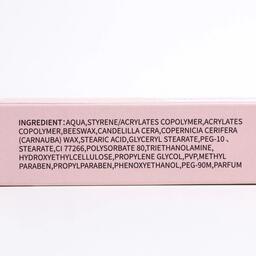 INGREDIENT：AQUA,STYRENE/ACRYLATES COPOLYMER,ACRYLATES
COPOLYMER,BEESWAX,CANDELILLA CERA,COPERNICIA CERIFERA
(CARNAUBA) WAX,STEARIC ACID,GLYCERYL STEARATE,PEG-10 、
STEARATE,CI 77266,POLYSORBATE 80,TRIETHANOLAMINE,
HYDROXYETHYLCELLULOSE,PROPYLENE GLYCOL,PVP,METHYL
PARABEN,PROPYLPARABEN,PHENOXYETHANOL,PEG-90M,PARFUM